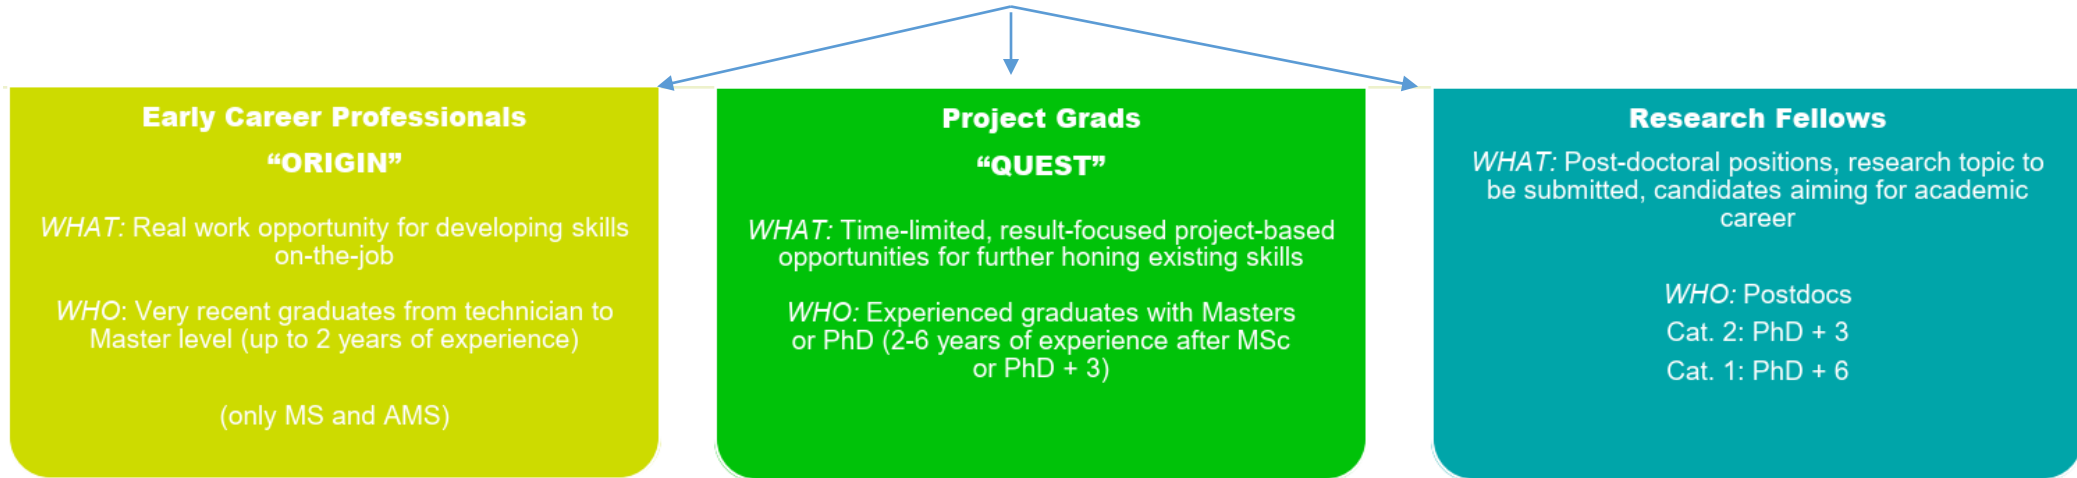 Early Career Professionals
“ORIGIN”
WHAT: Real work opportunity for developing skills
on-the-job
WHO: Very recent graduates from technician to
Master level (up to 2 years of experience)
(only MS and AMS)
Project Grads
“QUEST”
WHAT: Time-limited, result-focused project-based
opportunities for further honing existing skills
WHO: Experienced graduates with Masters
or PhD (2-6 years of experience after MSc
or PhD + 3)
Research Fellows
WHAT: Post-doctoral positions, research topic to
be submitted, candidates aiming for academic
career
WHO: Postdocs
Cat. 2: PhD + 3
Cat. 1: PhD + 6